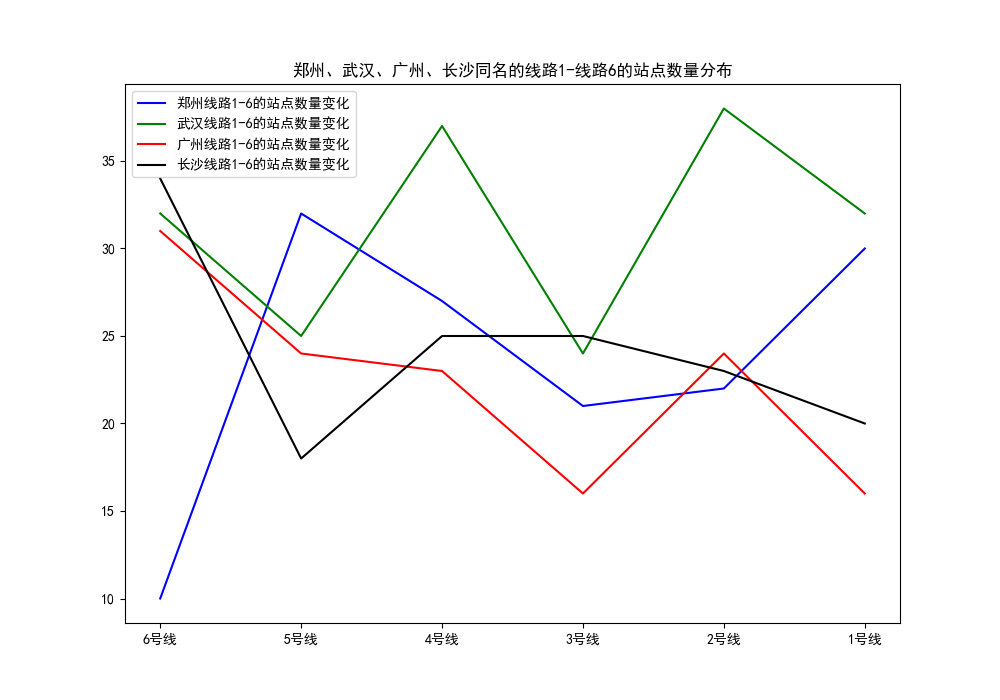 郑州、武汉、广州、长沙同名的线路1-线路6的站点数量分布
郑州线路1-6的站点数量变化
武汉线路1-6的站点数量变化
广州线路1-6的站点数量变化
长沙线路1-6的站点数量变化
35
30
25
20
15
10
6号线 5号线 4号线 3号线 2号线 1号线